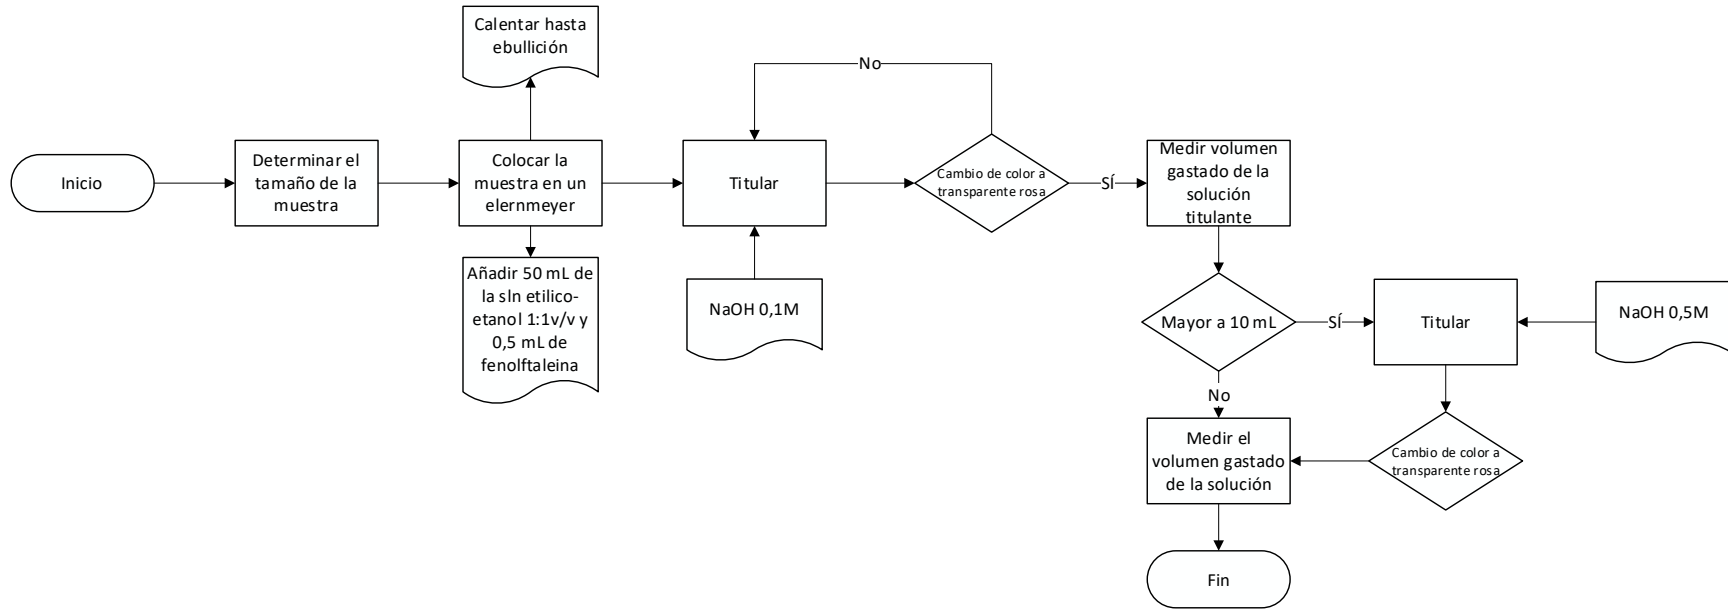 Inicio
Determinar el
tamaño de la
muestra
Calentar hasta
ebullición
Colocar la
muestra en un
elernmeyer
Añadir 50 mL de
la sln etilico-
etanol 1:1v/v y
0,5 mL de
fenolftaleina
Titular
NaOH 0,1M
No
Cambio de color a
transparente rosa
SÍ
Medir volumen
gastado de la
solución
titulante
Mayor a 10 mL
SÍ
Titular
NaOH 0,5M
No
Cambio de color a
transparente rosa
Medir el
volumen gastado
de la solución
Fin